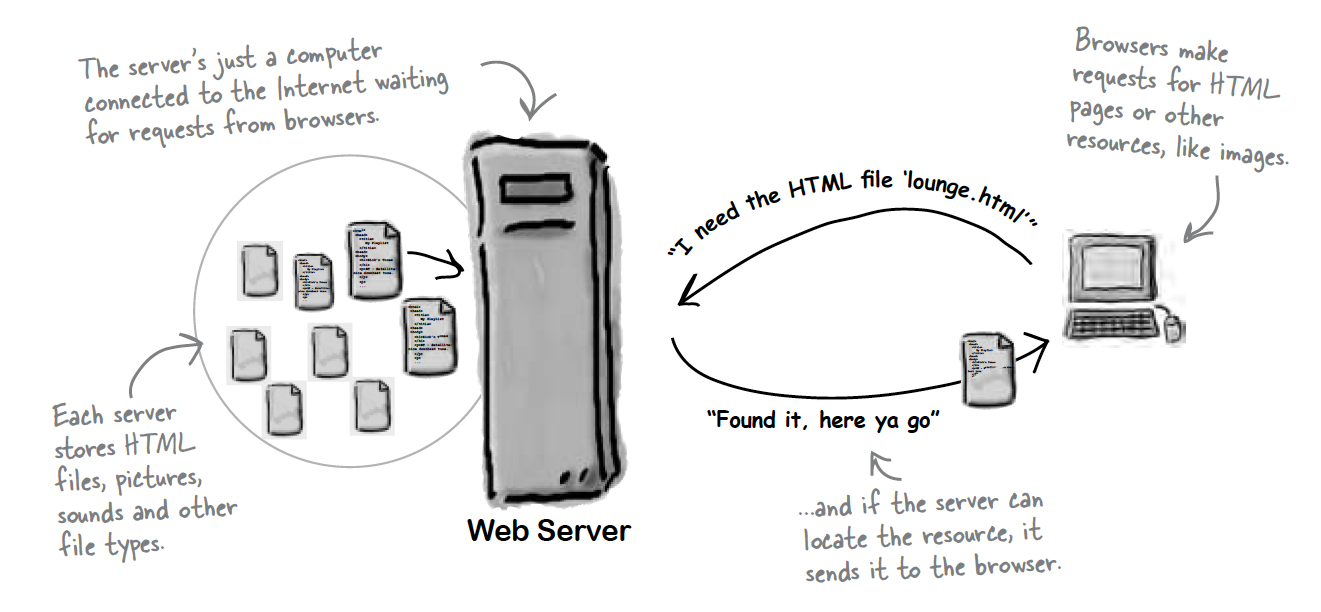 The server's just a computer
connected to the Internet waiting
for requests from browsers.
Browsers make
requests for HTML
pages or other
resources, like images.
“I need the HTML file ‘lounge.html’”
“Found it, here ya go”
Each server
stores HTML
files, pictures,
sounds and other
file types.
Web Server
...and if the server can
locate the resource, it
sends it to the browser.